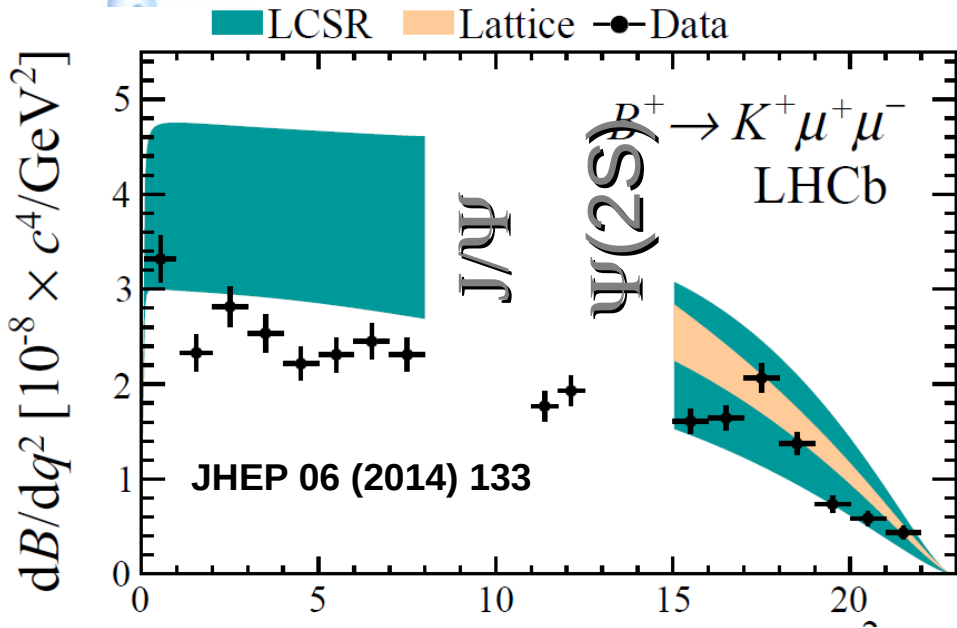 LCSR Lattice Data
dB/dq² [10⁻⁸ × c⁴/GeV²]
5
4
3
2
1
0
B⁺ → K⁺μ⁺μ⁻
LHCb
J/Ψ
Ψ(2S)
JHEP 06 (2014) 133
0 5 10 15 20